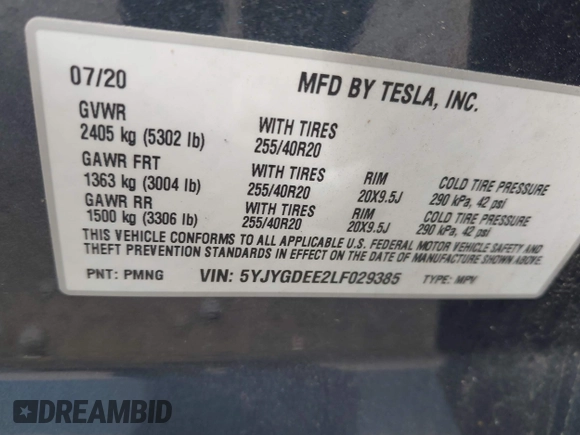 07/20 MFD BY TESLA, INC.
GVWR
2405 kg (5302 lb) WITH TIRES 255/40R20
GAWR FRT
1363 kg (3004 lb) WITH TIRES 255/40R20 RIM 20X9.5J COLD TIRE PRESSURE 290 kPa, 42 psi
GAWR RR
1500 kg (3306 lb) WITH TIRES 255/40R20 RIM 20X9.5J COLD TIRE PRESSURE 290 kPa, 42 psi
THIS VEHICLE CONFORMS TO ALL APPLICABLE U.S. FEDERAL MOTOR VEHICLE SAFETY AND
THEFT PREVENTION STANDARDS IN EFFECT ON THE DATE OF MANUFACTURE SHOWN ABOVE.
PNT: PMNG VIN: 5YJYGDEE2LF029385 TYPE: MPV
DREAMBID